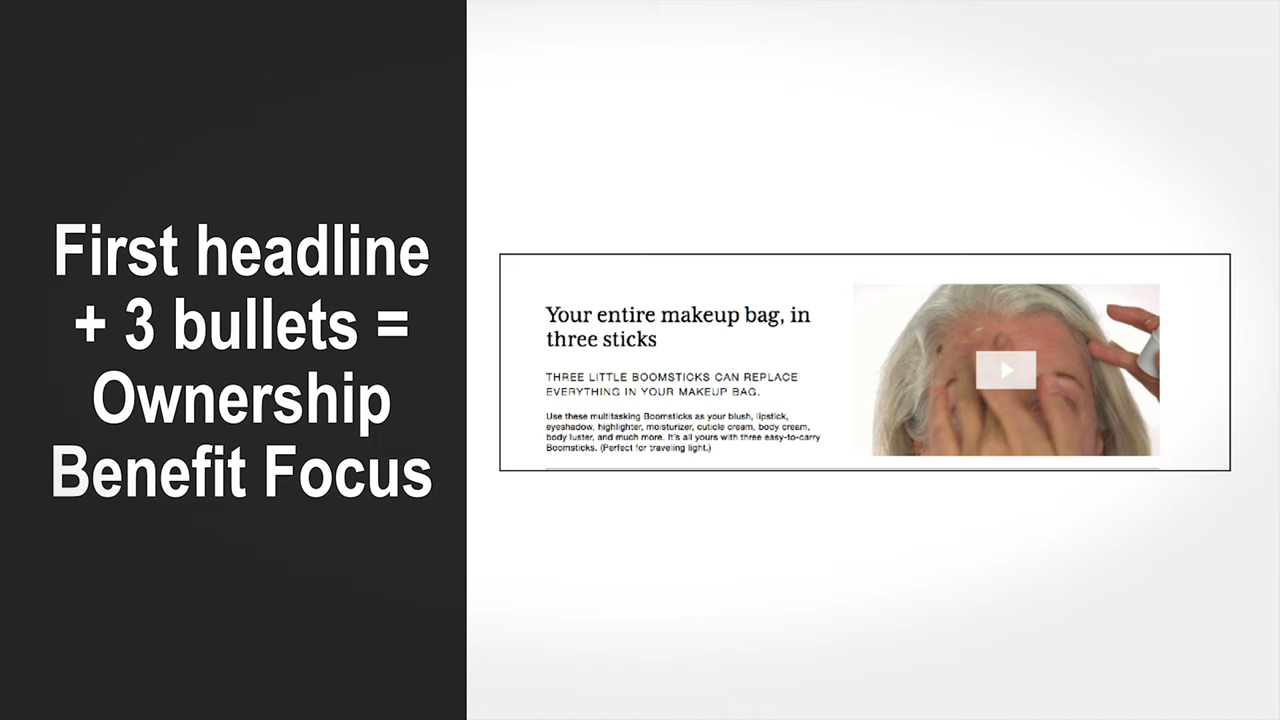 First headline
+ 3 bullets =
Ownership
Benefit Focus
Your entire makeup bag, in
three sticks
THREE LITTLE BOOMSTICKS CAN REPLACE
EVERYTHING IN YOUR MAKEUP BAG.
Use these multitasking Boomsticks as your blush, lipstick,
eyeshadow, highlighter, moisturizer, cuticle cream, body cream,
body luster, and much more. It's all yours with three easy-to-carry
Boomsticks. (Perfect for traveling light.)